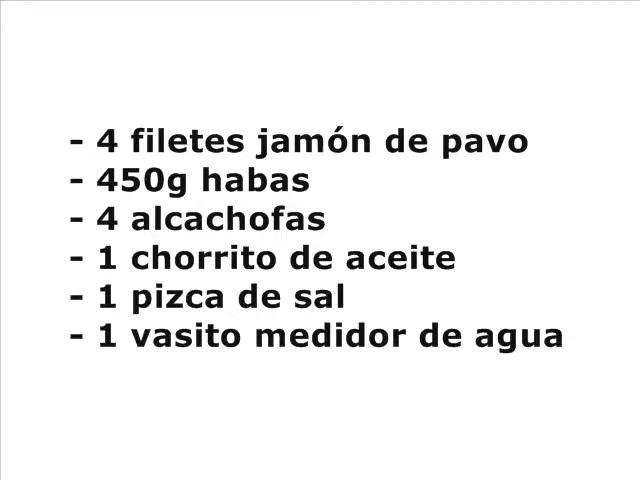 - 4 filetes jamón de pavo
- 450g habas
- 4 alcachofas
- 1 chorrito de aceite
- 1 pizca de sal
- 1 vasito medidor de agua